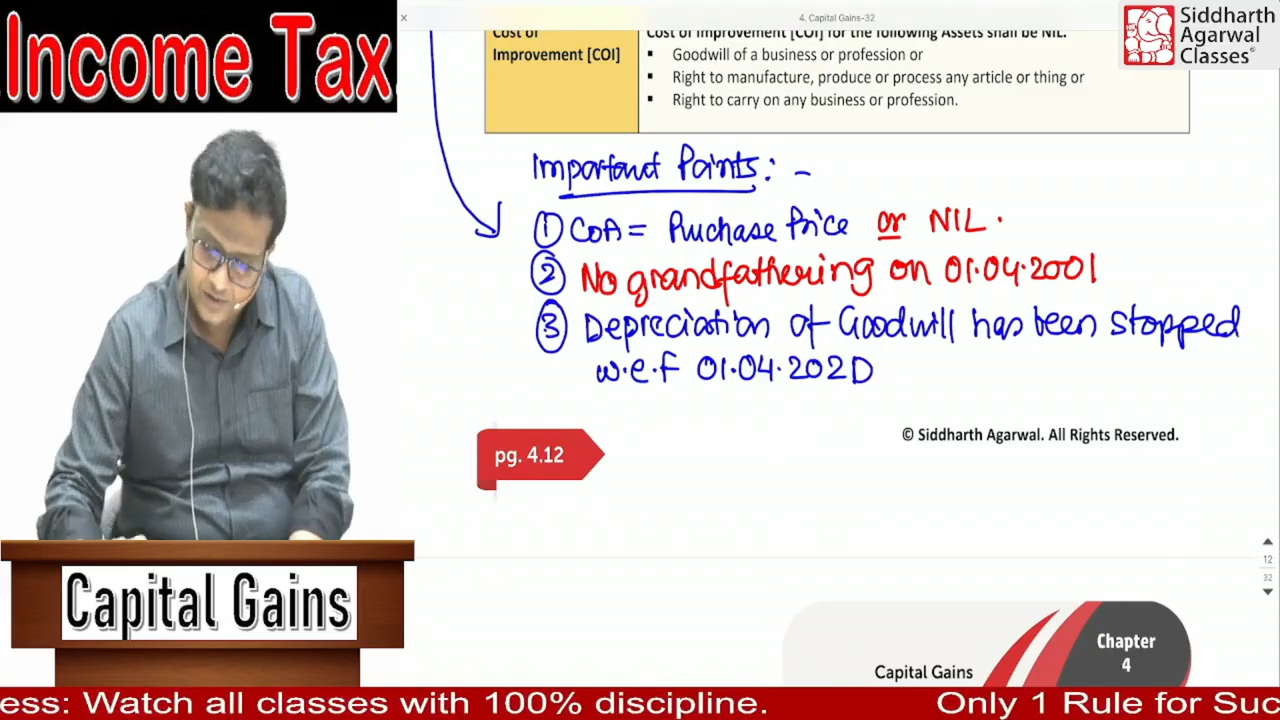 Income Tax
4. Capital Gains-32
Siddharth
Agarwal
Classes
Cost of
Improvement [COI]
Cost of Improvement [COI] for the following Assets shall be NIL.
▪ Goodwill of a business or profession or
▪ Right to manufacture, produce or process any article or thing or
▪ Right to carry on any business or profession.
Important Points: -
① COA = Puchase Price or NIL.
② No grandfathering on 01.04.2001
③ Depreciation of Goodwill has been stopped
w.e.f 01.04.2020
© Siddharth Agarwal. All Rights Reserved.
pg. 4.12
12
32
Capital Gains
Chapter
4
Capital Gains
ess: Watch all classes with 100% discipline.
Only 1 Rule for Suc